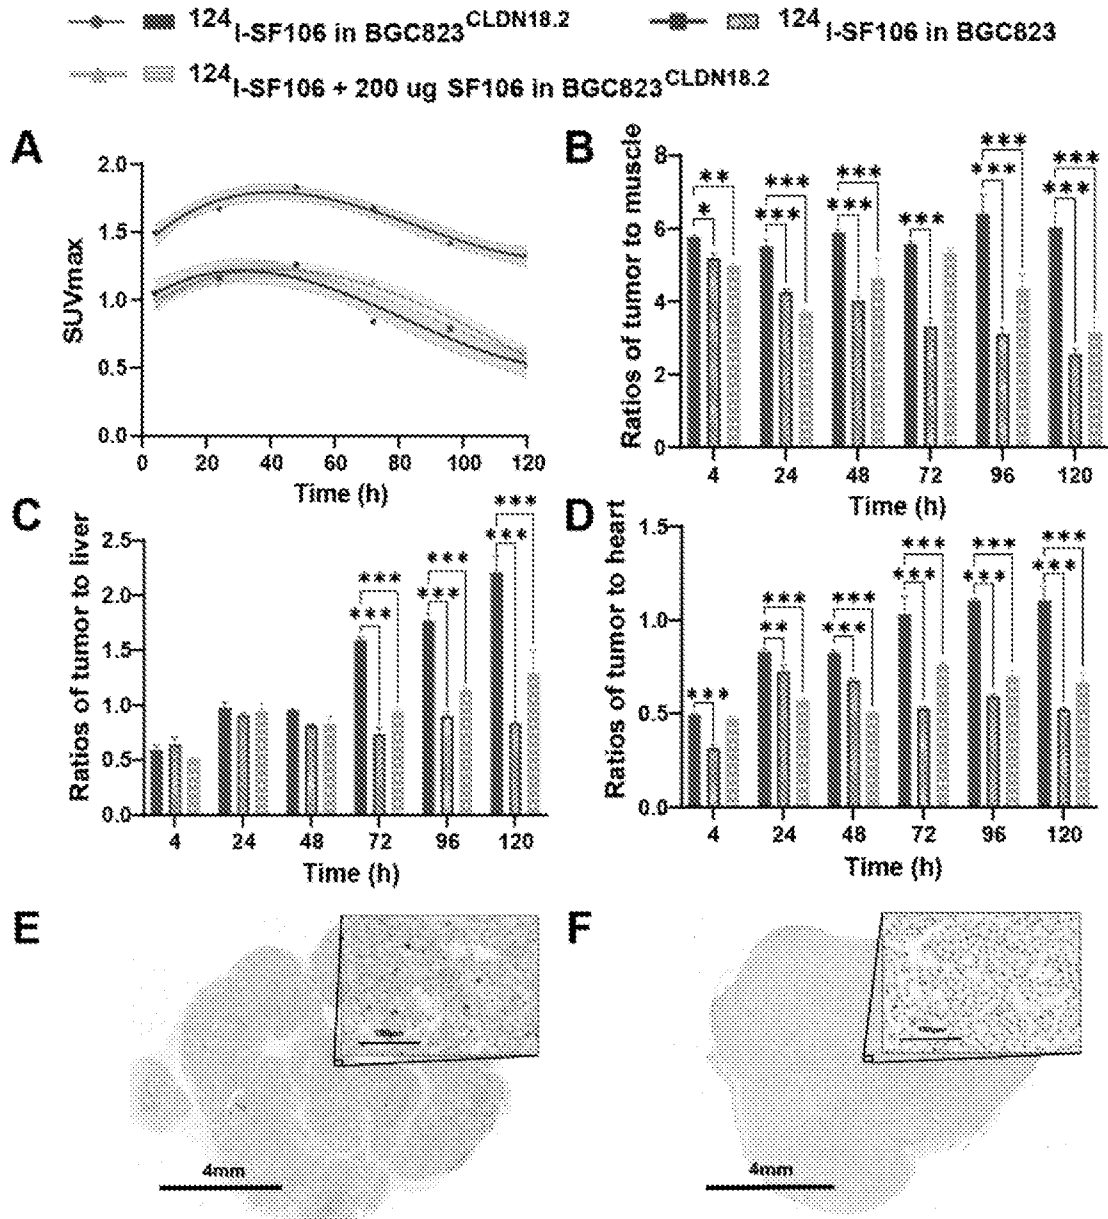 124I-SF106 in BGC823CLDN18.2
124I-SF106 in BGC823
124I-SF106 + 200 ug SF106 in BGC823CLDN18.2
A
SUVmax
2.0
1.5
1.0
0.5
0.0
0 20 40 60 80 100 120
Time (h)
B
Ratios of tumor to muscle
8
6
4
2
0
** *
*** ***
*** ***
***
*** ***
*** ***
4 24 48 72 96 120
Time (h)
C
Ratios of tumor to liver
2.5
2.0
1.5
1.0
0.5
0.0
*** ***
*** ***
*** ***
4 24 48 72 96 120
Time (h)
D
Ratios of tumor to heart
1.5
1.0
0.5
0.0
***
*** **
*** ***
*** ***
*** ***
*** ***
4 24 48 72 96 120
Time (h)
E
4mm
F
4mm